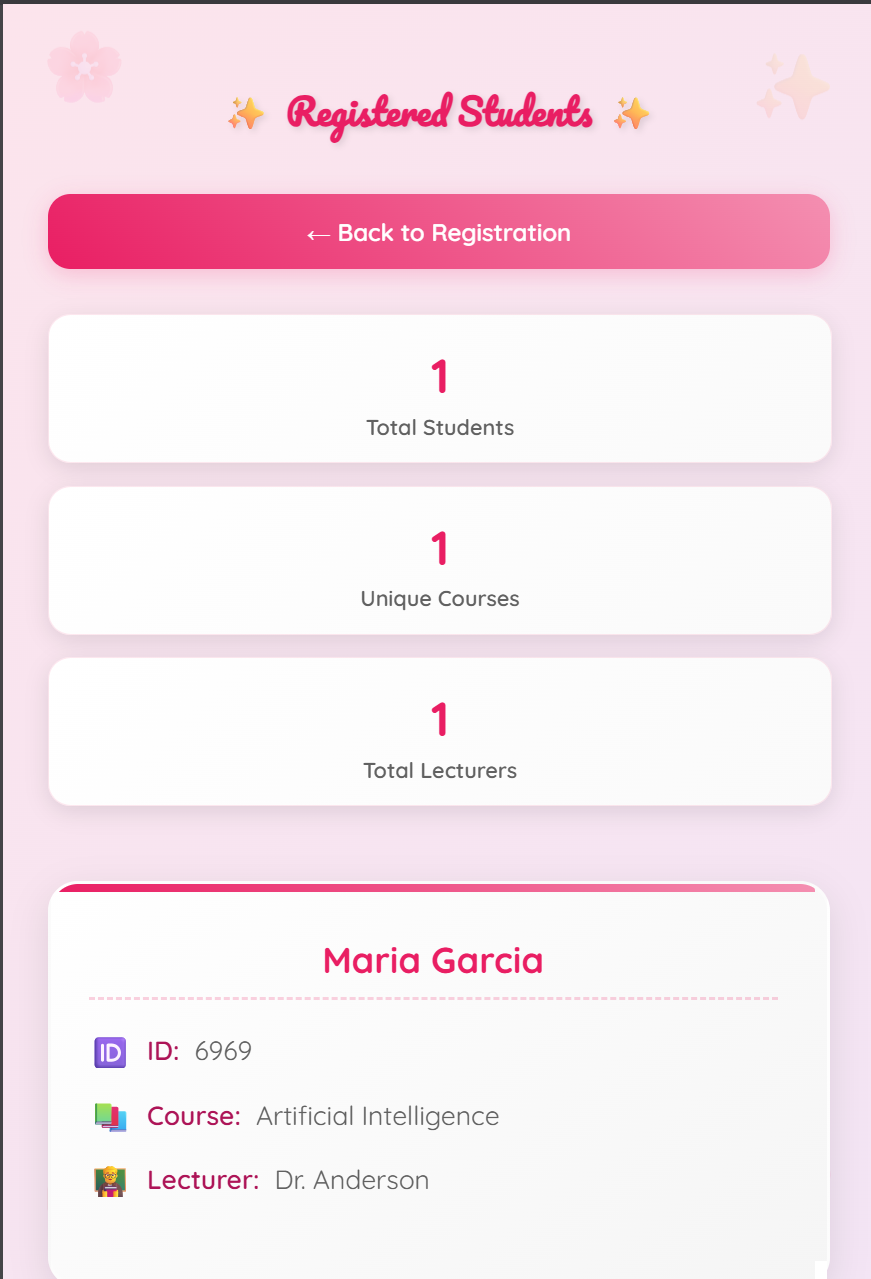 Registered Students
← Back to Registration
1
Total Students
1
Unique Courses
1
Total Lecturers
Maria Garcia
🆔 ID: 6969
Course: Artificial Intelligence
Lecturer: Dr. Anderson